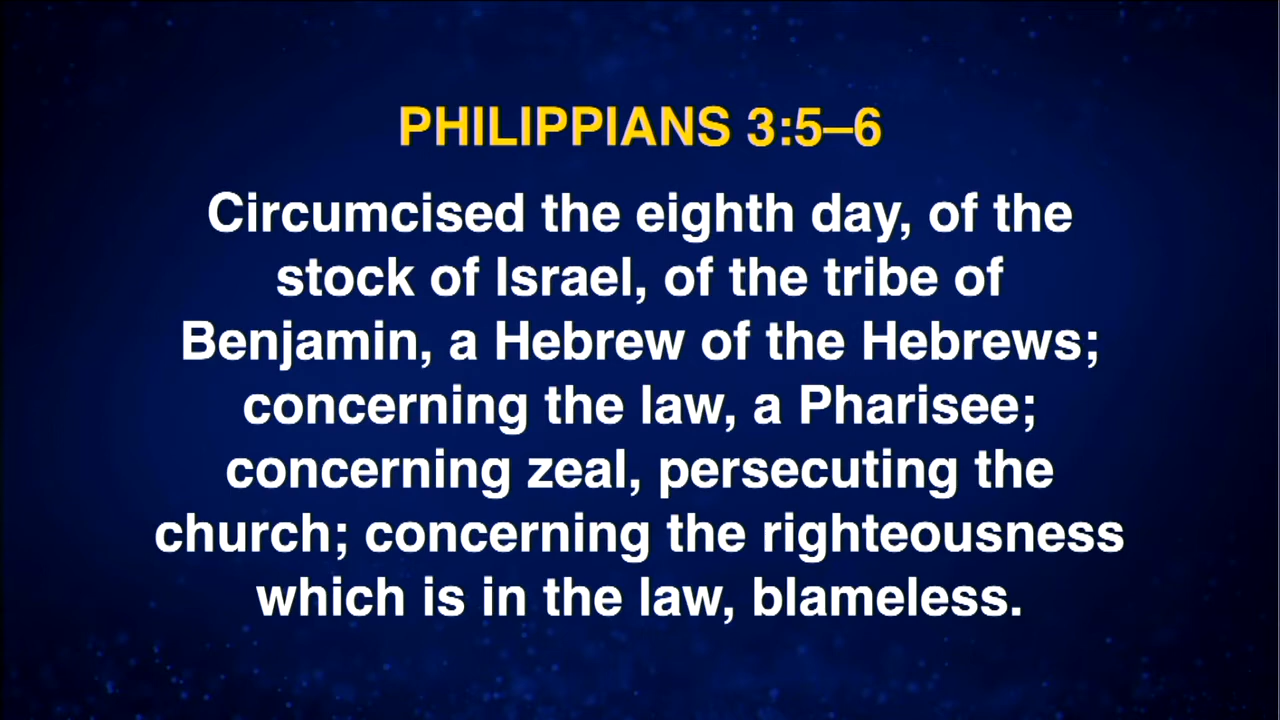 PHILIPPIANS 3:5–6
Circumcised the eighth day, of the
stock of Israel, of the tribe of
Benjamin, a Hebrew of the Hebrews;
concerning the law, a Pharisee;
concerning zeal, persecuting the
church; concerning the righteousness
which is in the law, blameless.